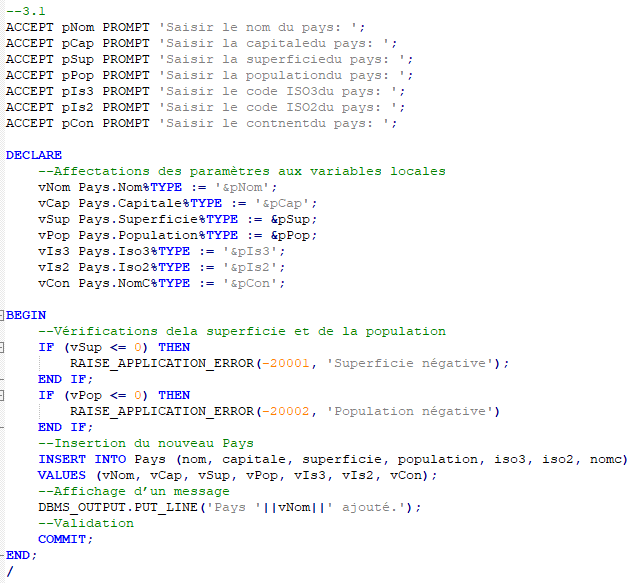 --3.1
ACCEPT pNom PROMPT 'Saisir le nom du pays: ';
ACCEPT pCap PROMPT 'Saisir la capitaledu pays: ';
ACCEPT pSup PROMPT 'Saisir la superficiedu pays: ';
ACCEPT pPop PROMPT 'Saisir la populationdu pays: ';
ACCEPT pIs3 PROMPT 'Saisir le code ISO3du pays: ';
ACCEPT pIs2 PROMPT 'Saisir le code ISO2du pays: ';
ACCEPT pCon PROMPT 'Saisir le contnentdu pays: ';
DECLARE
--Affectations des paramètres aux variables locales
vNom Pays.Nom%TYPE := '&pNom';
vCap Pays.Capitale%TYPE := '&pCap';
vSup Pays.Superficie%TYPE := &pSup;
vPop Pays.Population%TYPE := &pPop;
vIs3 Pays.Iso3%TYPE := '&pIs3';
vIs2 Pays.Iso2%TYPE := '&pIs2';
vCon Pays.NomC%TYPE := '&pCon';
BEGIN
--Vérifications dela superficie et de la population
IF (vSup <= 0) THEN
RAISE_APPLICATION_ERROR(-20001, 'Superficie négative');
END IF;
IF (vPop <= 0) THEN
RAISE_APPLICATION_ERROR(-20002, 'Population négative')
END IF;
--Insertion du nouveau Pays
INSERT INTO Pays (nom, capitale, superficie, population, iso3, iso2, nomc)
VALUES (vNom, vCap, vSup, vPop, vIs3, vIs2, vCon);
--Affichage d'un message
DBMS_OUTPUT.PUT_LINE('Pays '||vNom||' ajouté.');
--Validation
COMMIT;
END;
/